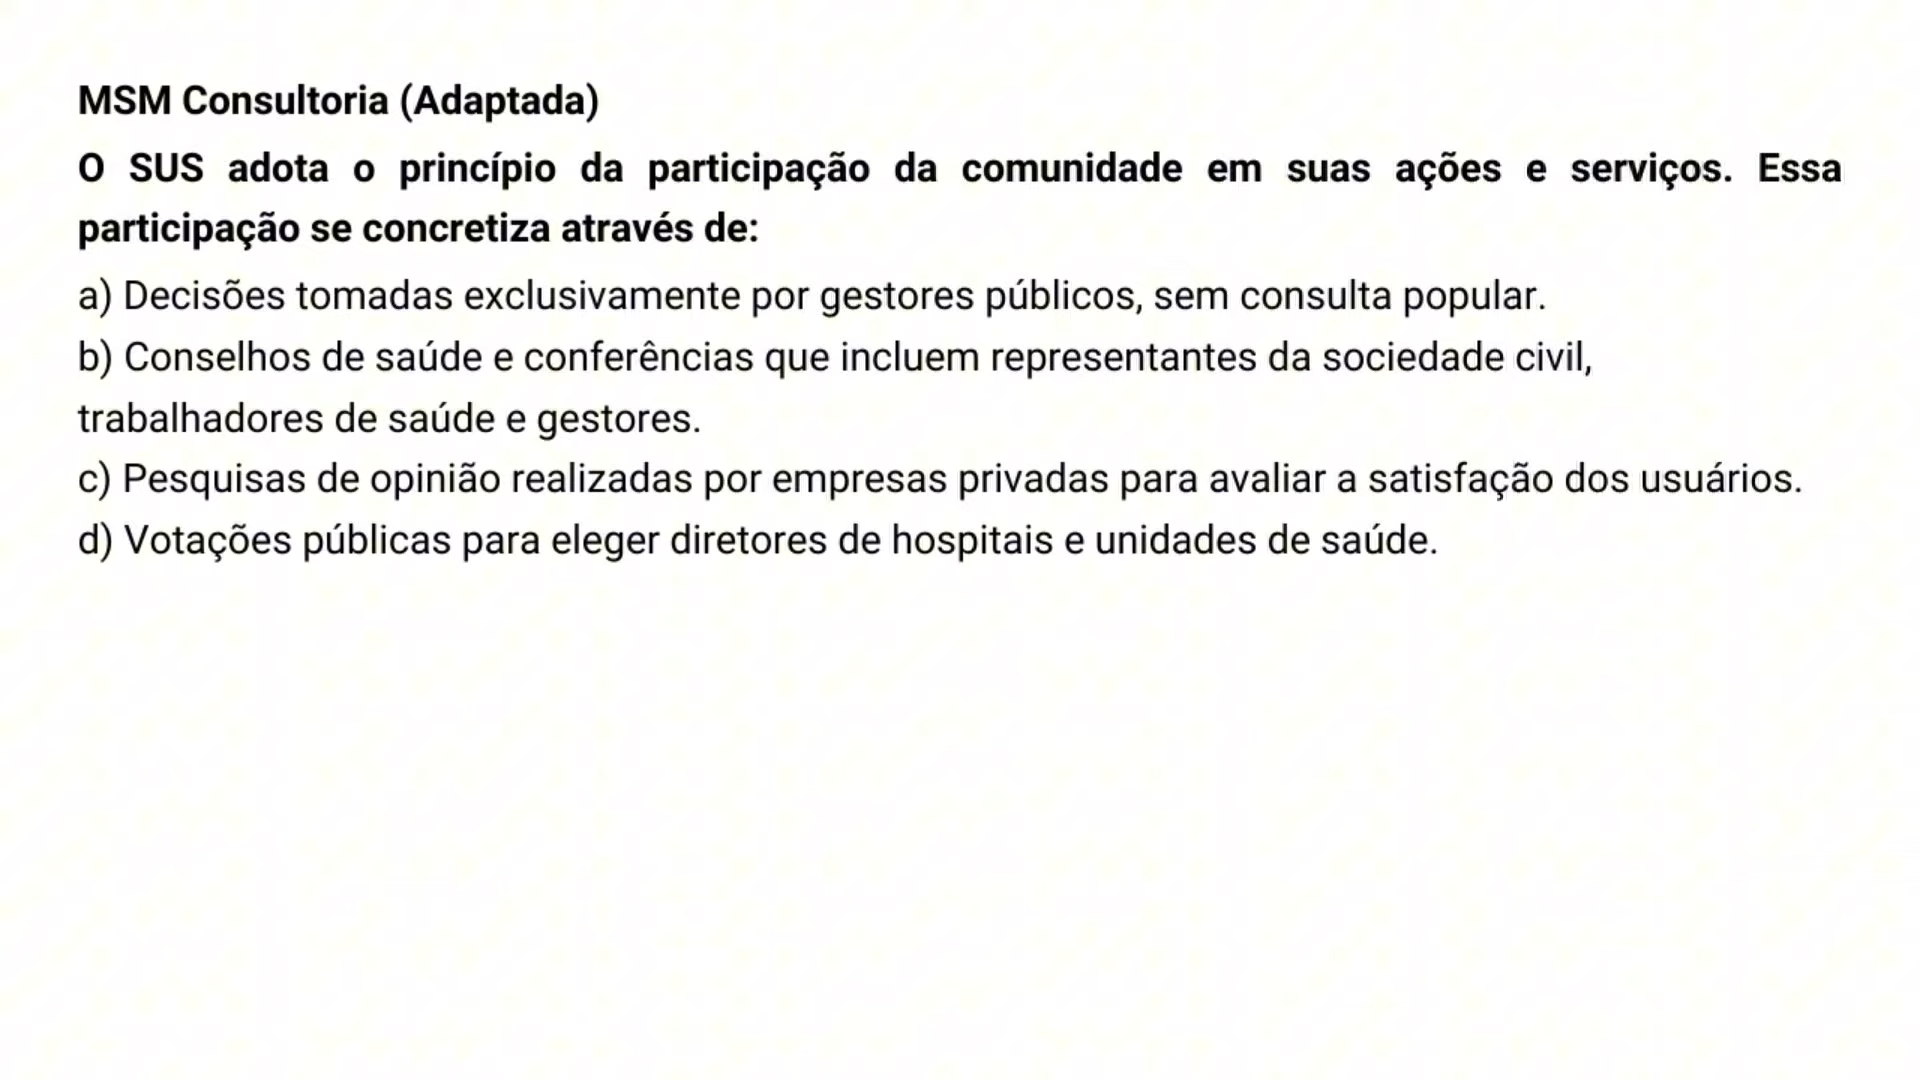 MSM Consultoria (Adaptada)
O SUS adota o princípio da participação da comunidade em suas ações e serviços. Essa
participação se concretiza através de:
a) Decisões tomadas exclusivamente por gestores públicos, sem consulta popular.
b) Conselhos de saúde e conferências que incluem representantes da sociedade civil,
trabalhadores de saúde e gestores.
c) Pesquisas de opinião realizadas por empresas privadas para avaliar a satisfação dos usuários.
d) Votações públicas para eleger diretores de hospitais e unidades de saúde.